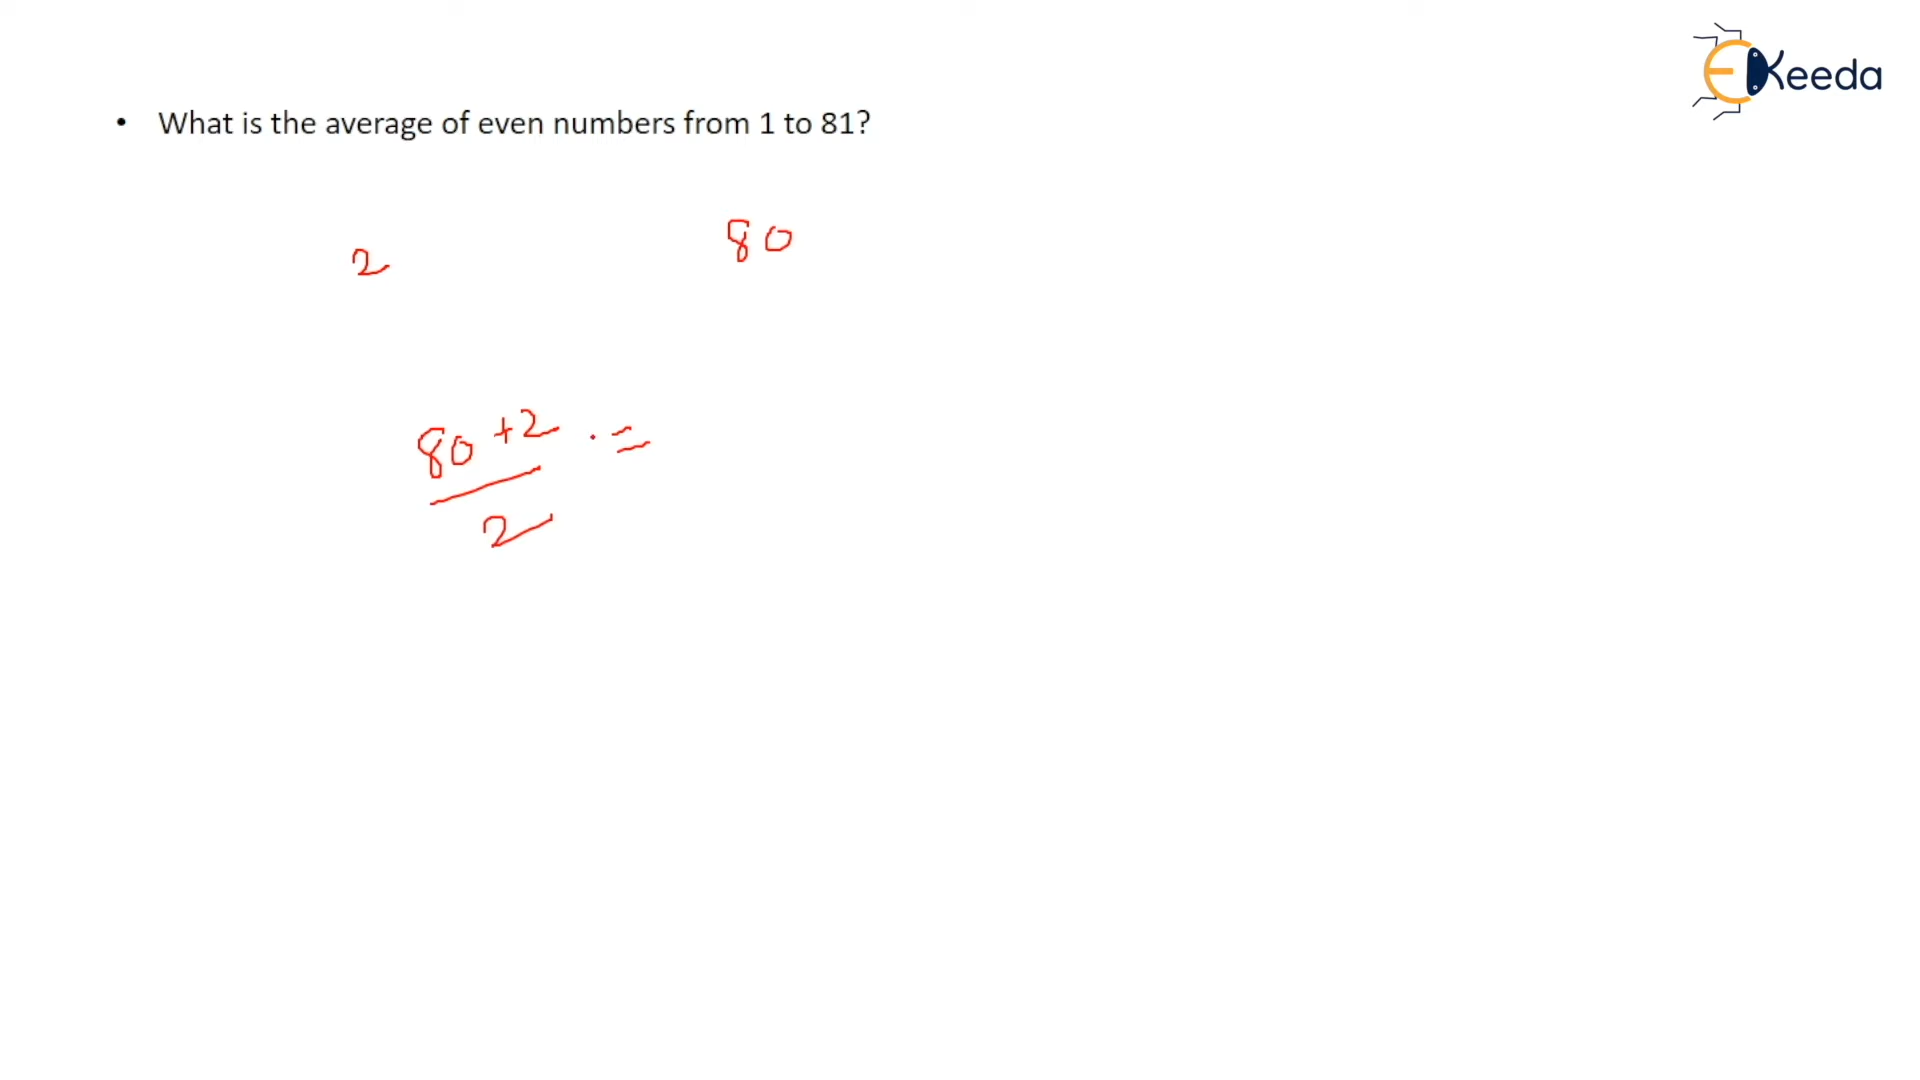 EKeeda
• What is the average of even numbers from 1 to 81?
2 80
80 +2 . =
2